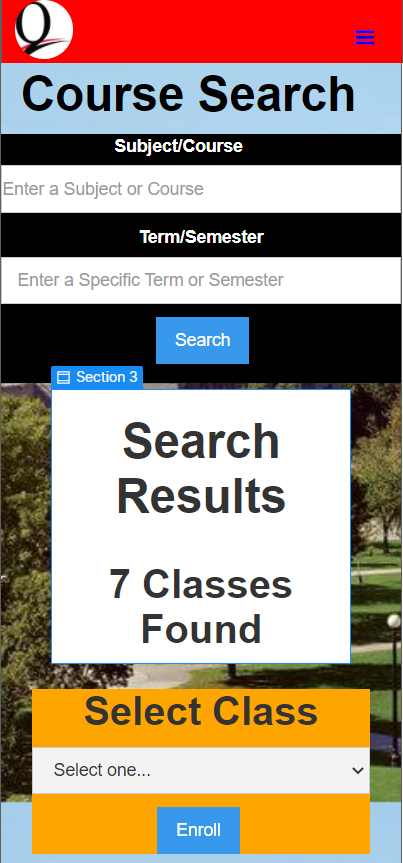 Q
Course Search
Subject/Course
Enter a Subject or Course
Term/Semester
Enter a Specific Term or Semester
Search
Section 3
Search
Results
7 Classes
Found
Select Class
Select one...
Enroll